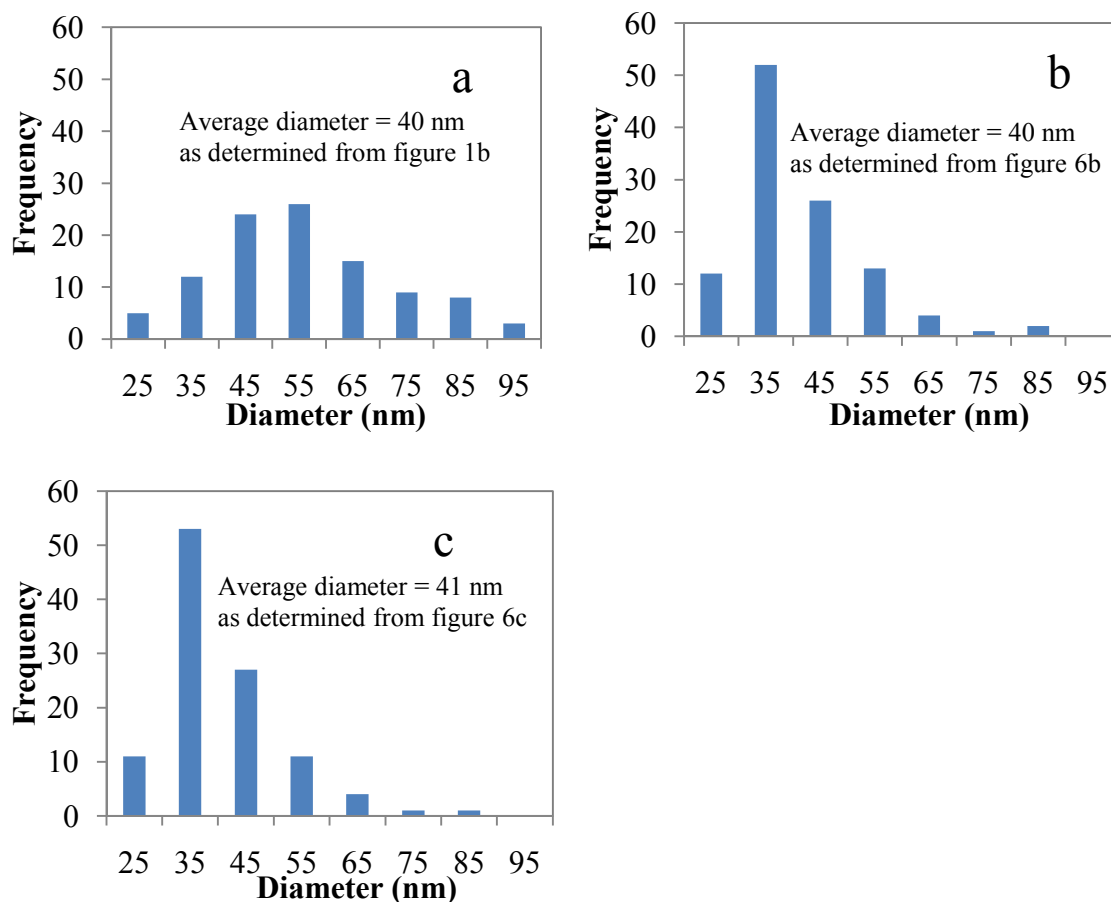 a
Average diameter = 40 nm
as determined from figure 1b
Frequency
60
50
40
30
20
10
0
25 35 45 55 65 75 85 95
Diameter (nm)
b
Average diameter = 40 nm
as determined from figure 6b
Frequency
60
50
40
30
20
10
0
25 35 45 55 65 75 85 95
Diameter (nm)
c
Average diameter = 41 nm
as determined from figure 6c
Frequency
60
50
40
30
20
10
0
25 35 45 55 65 75 85 95
Diameter (nm)